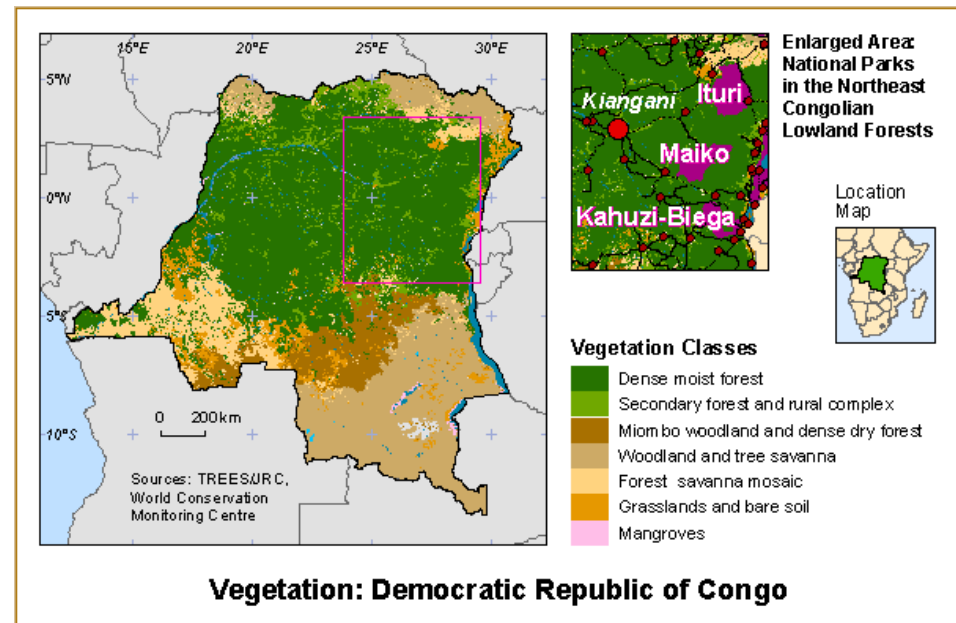 15°E 20°E 25°E 30°E
5°W
0°W
5°W
10°S
0 200km
Sources: TREES/JRC,
World Conservation
Monitoring Centre
Kiangani
Ituri
Maiko
Kahuzi-Biega
Enlarged Area:
National Parks
in the Northeast
Congolian
Lowland Forests
Location
Map
Vegetation Classes
Dense moist forest
Secondary forest and rural complex
Miombo woodland and dense dry forest
Woodland and tree savanna
Forest savanna mosaic
Grasslands and bare soil
Mangroves
Vegetation: Democratic Republic of Congo